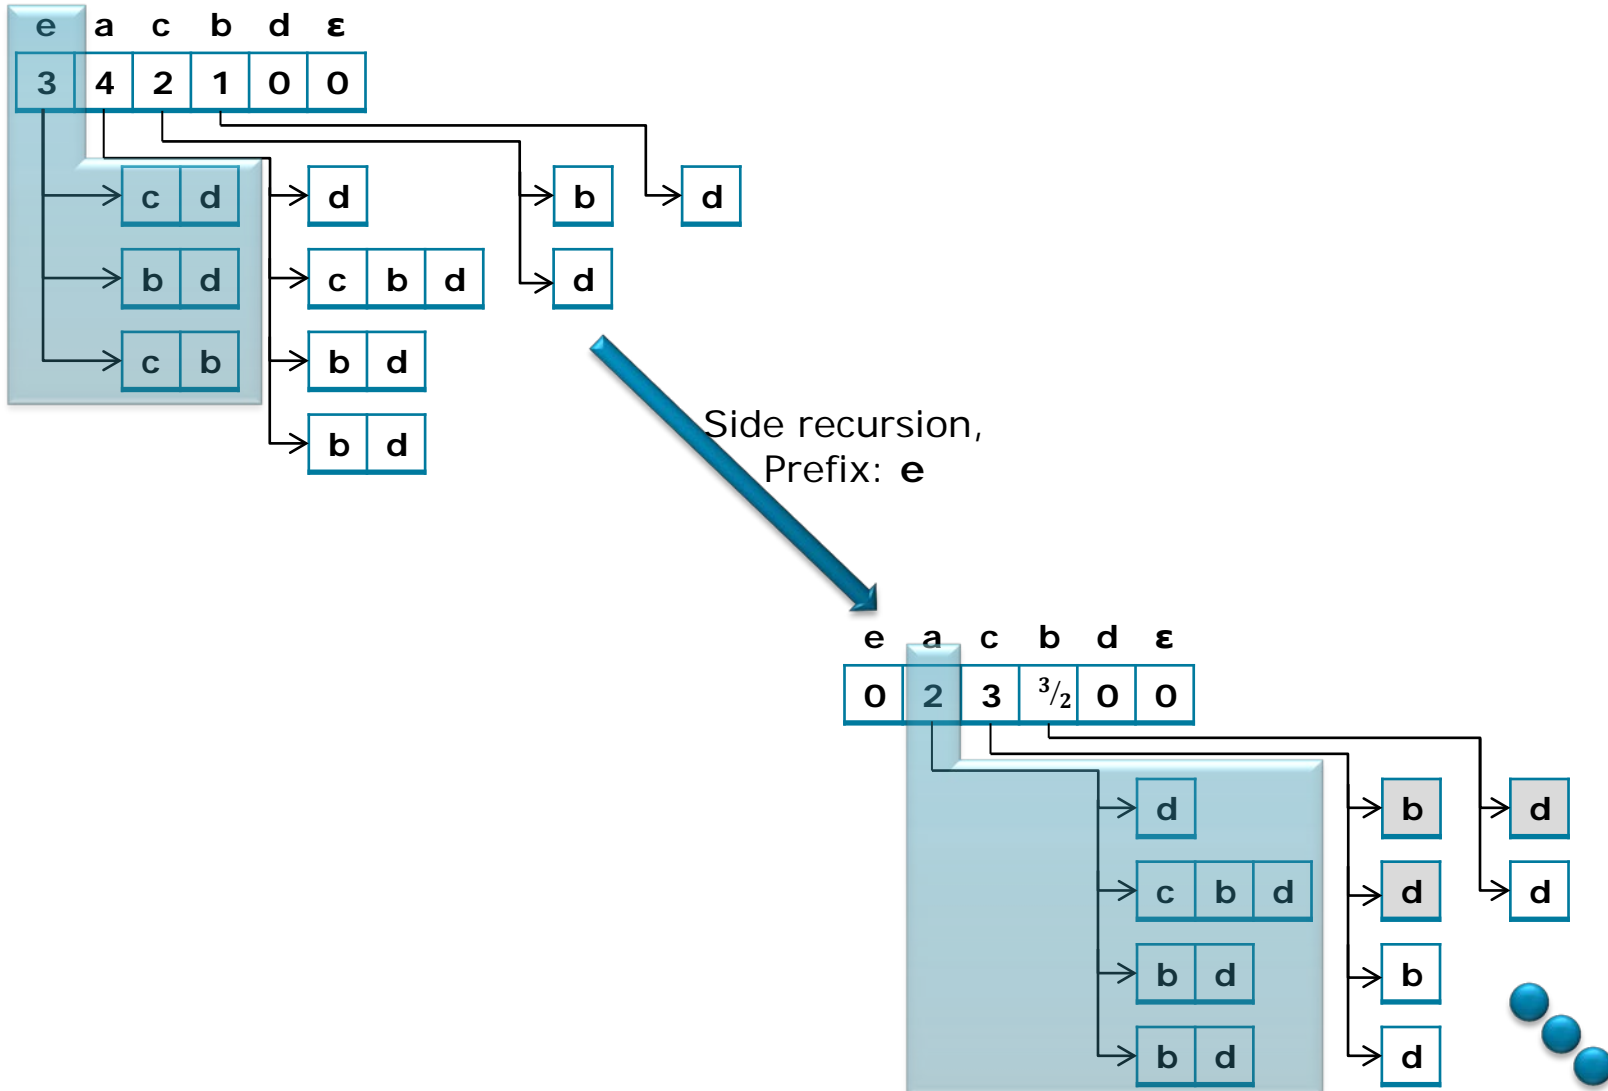 e a c b d ε
3 4 2 1 0 0
c d d b d
b d c b d d
c b b d
b d
Side recursion,
Prefix: e
e a c b d ε
0 2 3 3/2 0 0
d b d
c b d d d
b d b
b d d